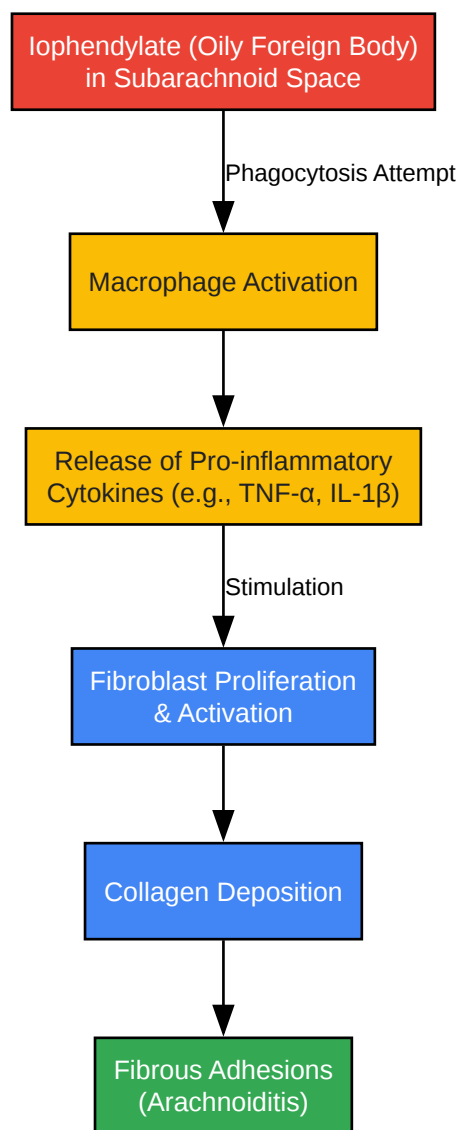 Iophendylate (Oily Foreign Body)
in Subarachnoid Space
Phagocytosis Attempt
Macrophage Activation
Release of Pro-inflammatory
Cytokines (e.g., TNF-α, IL-1β)
Stimulation
Fibroblast Proliferation
& Activation
Collagen Deposition
Fibrous Adhesions
(Arachnoiditis)